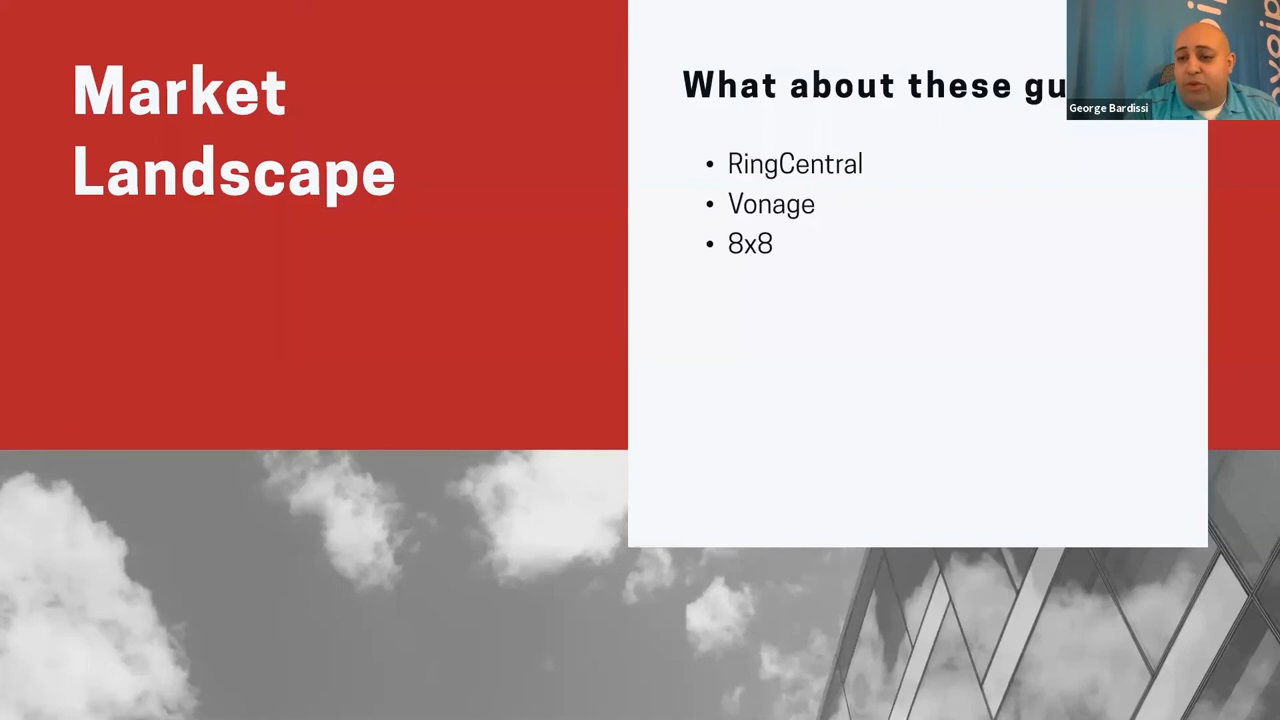 Market
Landscape
What about these gu
George Bardissi
• RingCentral
• Vonage
• 8x8